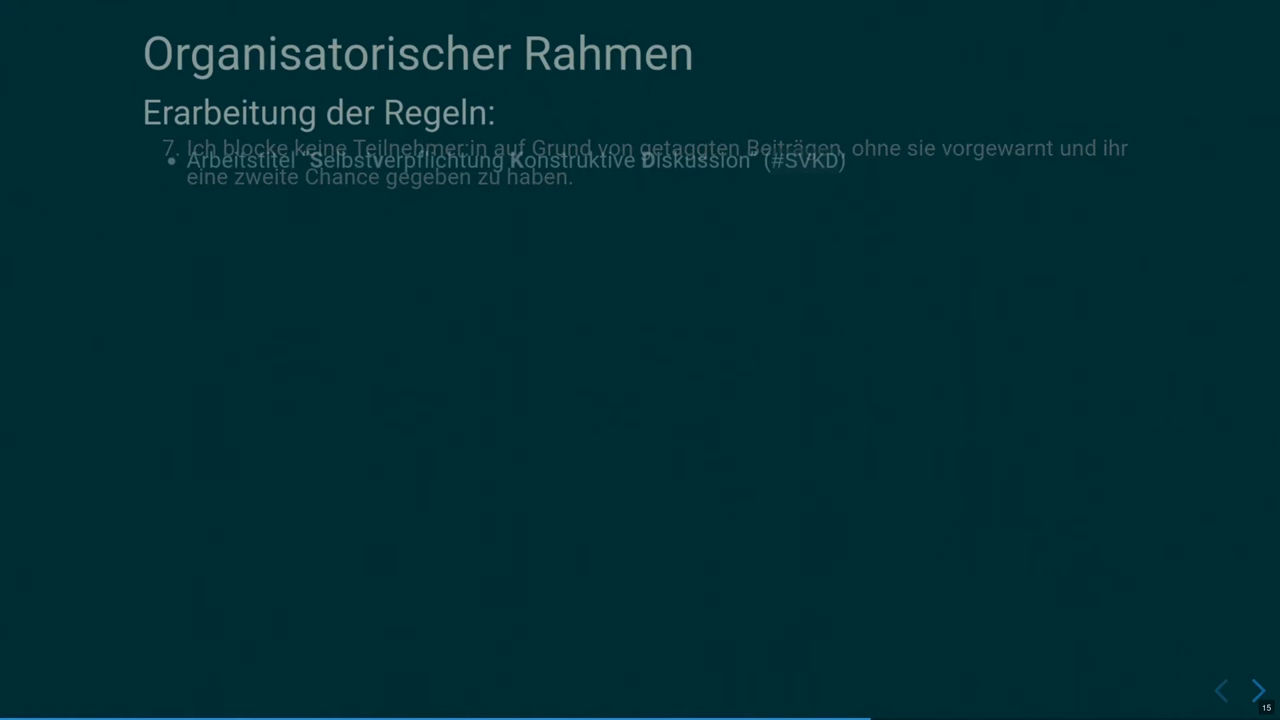 Organisatorischer Rahmen
Erarbeitung der Regeln:
7. Ich blocke keine Teilnehmer:in auf Grund von getaggten Beiträgen, ohne sie vorgewarnt und ihr
• Arbeitstitel "Selbstverpflichtung Konstruktive Diskussion" (#SVKD)
eine zweite Chance gegeben zu haben.
15